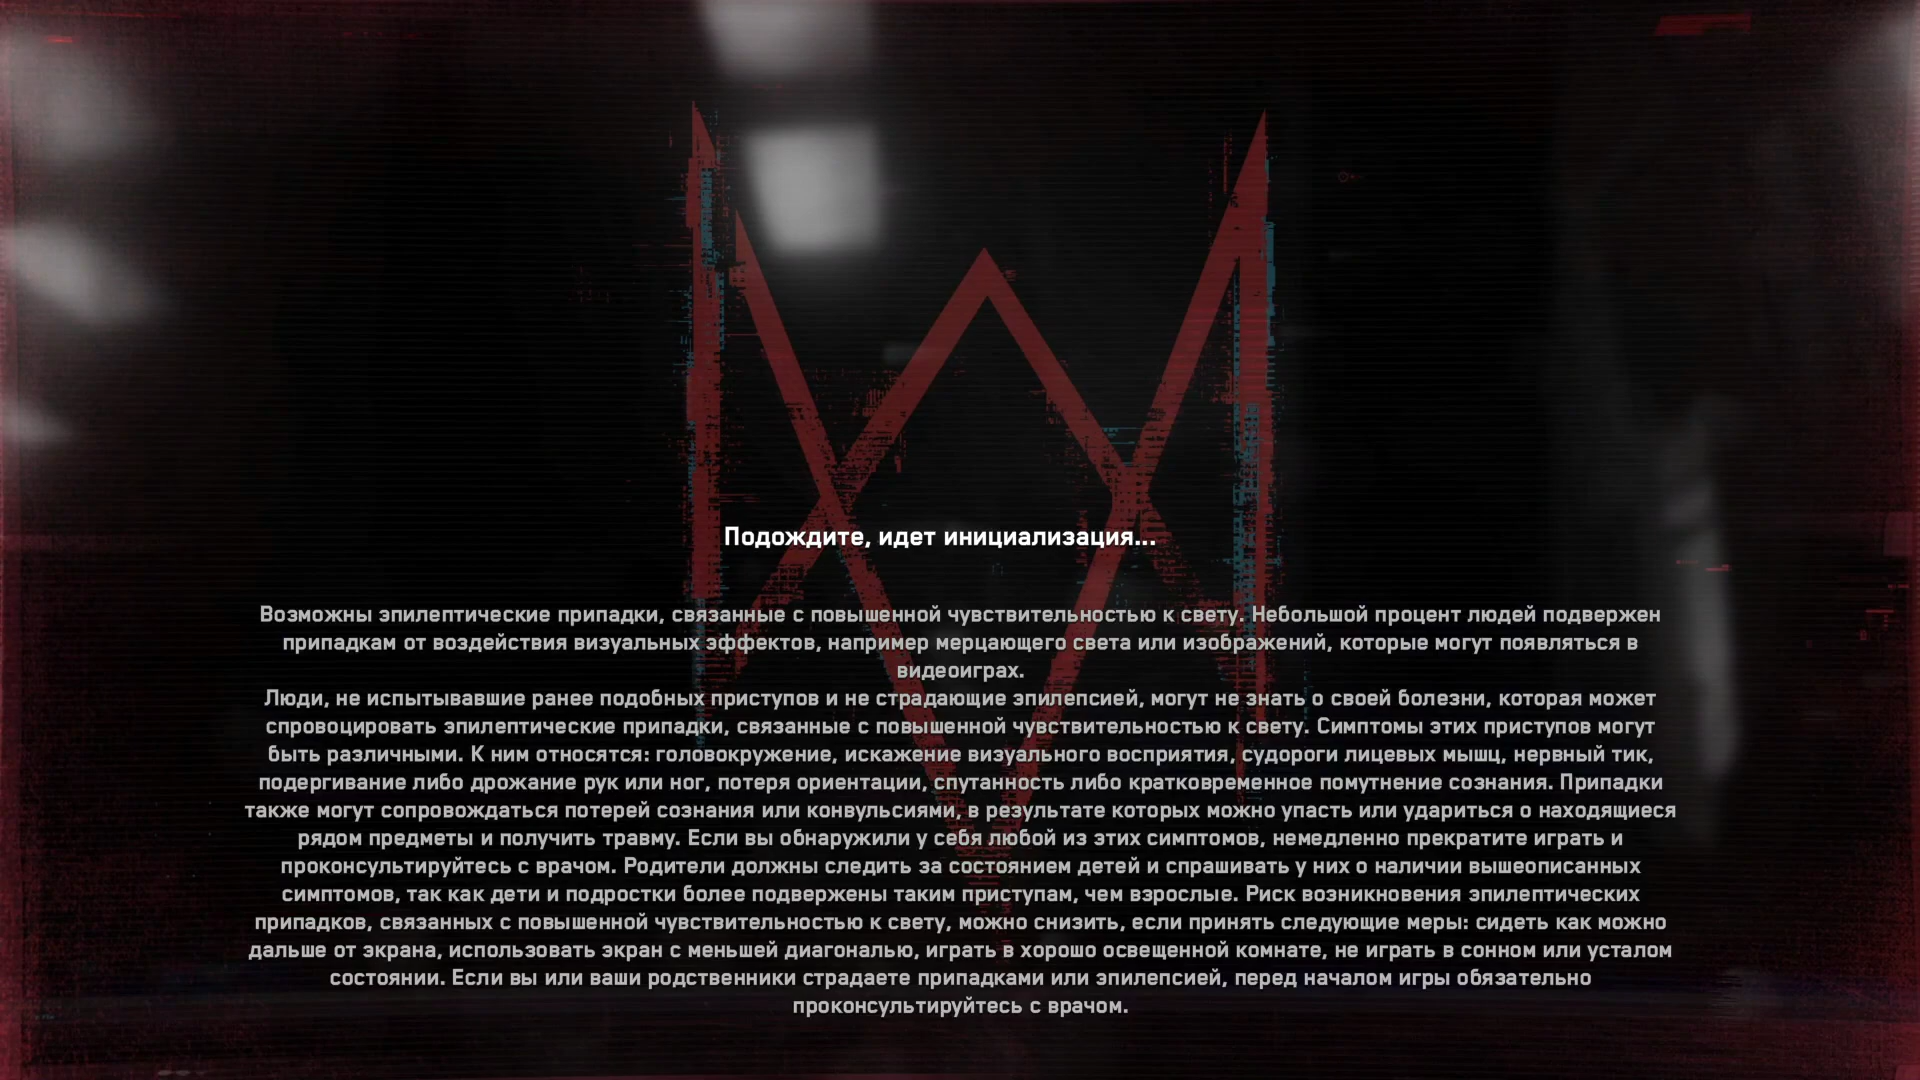 Подождите, идет инициализация...
Возможны эпилептические припадки, связанные с повышенной чувствительностью к свету. Небольшой процент людей подвержен
припадкам от воздействия визуальных эффектов, например мерцающего света или изображений, которые могут появляться в
видеоиграх.
Люди, не испытывавшие ранее подобных приступов и не страдающие эпилепсией, могут не знать о своей болезни, которая может
спровоцировать эпилептические припадки, связанные с повышенной чувствительностью к свету. Симптомы этих приступов могут
быть различными. К ним относятся: головокружение, искажение визуального восприятия, судороги лицевых мышц, нервный тик,
подергивание либо дрожание рук или ног, потеря ориентации, спутанность либо кратковременное помутнение сознания. Припадки
также могут сопровождаться потерей сознания или конвульсиями, в результате которых можно упасть или удариться о находящиеся
рядом предметы и получить травму. Если вы обнаружили у себя любой из этих симптомов, немедленно прекратите играть и
проконсультируйтесь с врачом. Родители должны следить за состоянием детей и спрашивать у них о наличии вышеописанных
симптомов, так как дети и подростки более подвержены таким приступам, чем взрослые. Риск возникновения эпилептических
припадков, связанных с повышенной чувствительностью к свету, можно снизить, если принять следующие меры: сидеть как можно
дальше от экрана, использовать экран с меньшей диагональю, играть в хорошо освещенной комнате, не играть в сонном или усталом
состоянии. Если вы или ваши родственники страдаете припадками или эпилепсией, перед началом игры обязательно
проконсультируйтесь с врачом.